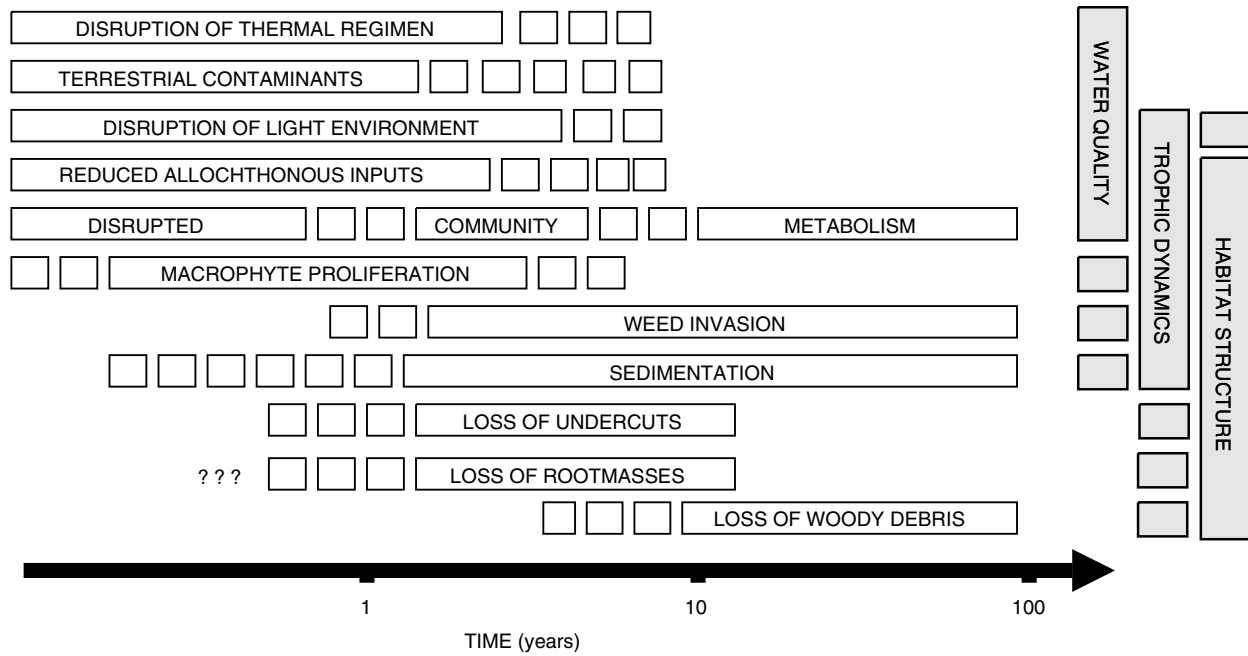 DISRUPTION OF THERMAL REGIMEN
TERRESTRIAL CONTAMINANTS
DISRUPTION OF LIGHT ENVIRONMENT
REDUCED ALLOCHTHONOUS INPUTS
DISRUPTED COMMUNITY METABOLISM
MACROPHYTE PROLIFERATION
WEED INVASION
SEDIMENTATION
LOSS OF UNDERCUTS
? ? ? LOSS OF ROOTMASSES
LOSS OF WOODY DEBRIS
1 10 100
TIME (years)
WATER QUALITY
TROPHIC DYNAMICS
HABITAT STRUCTURE